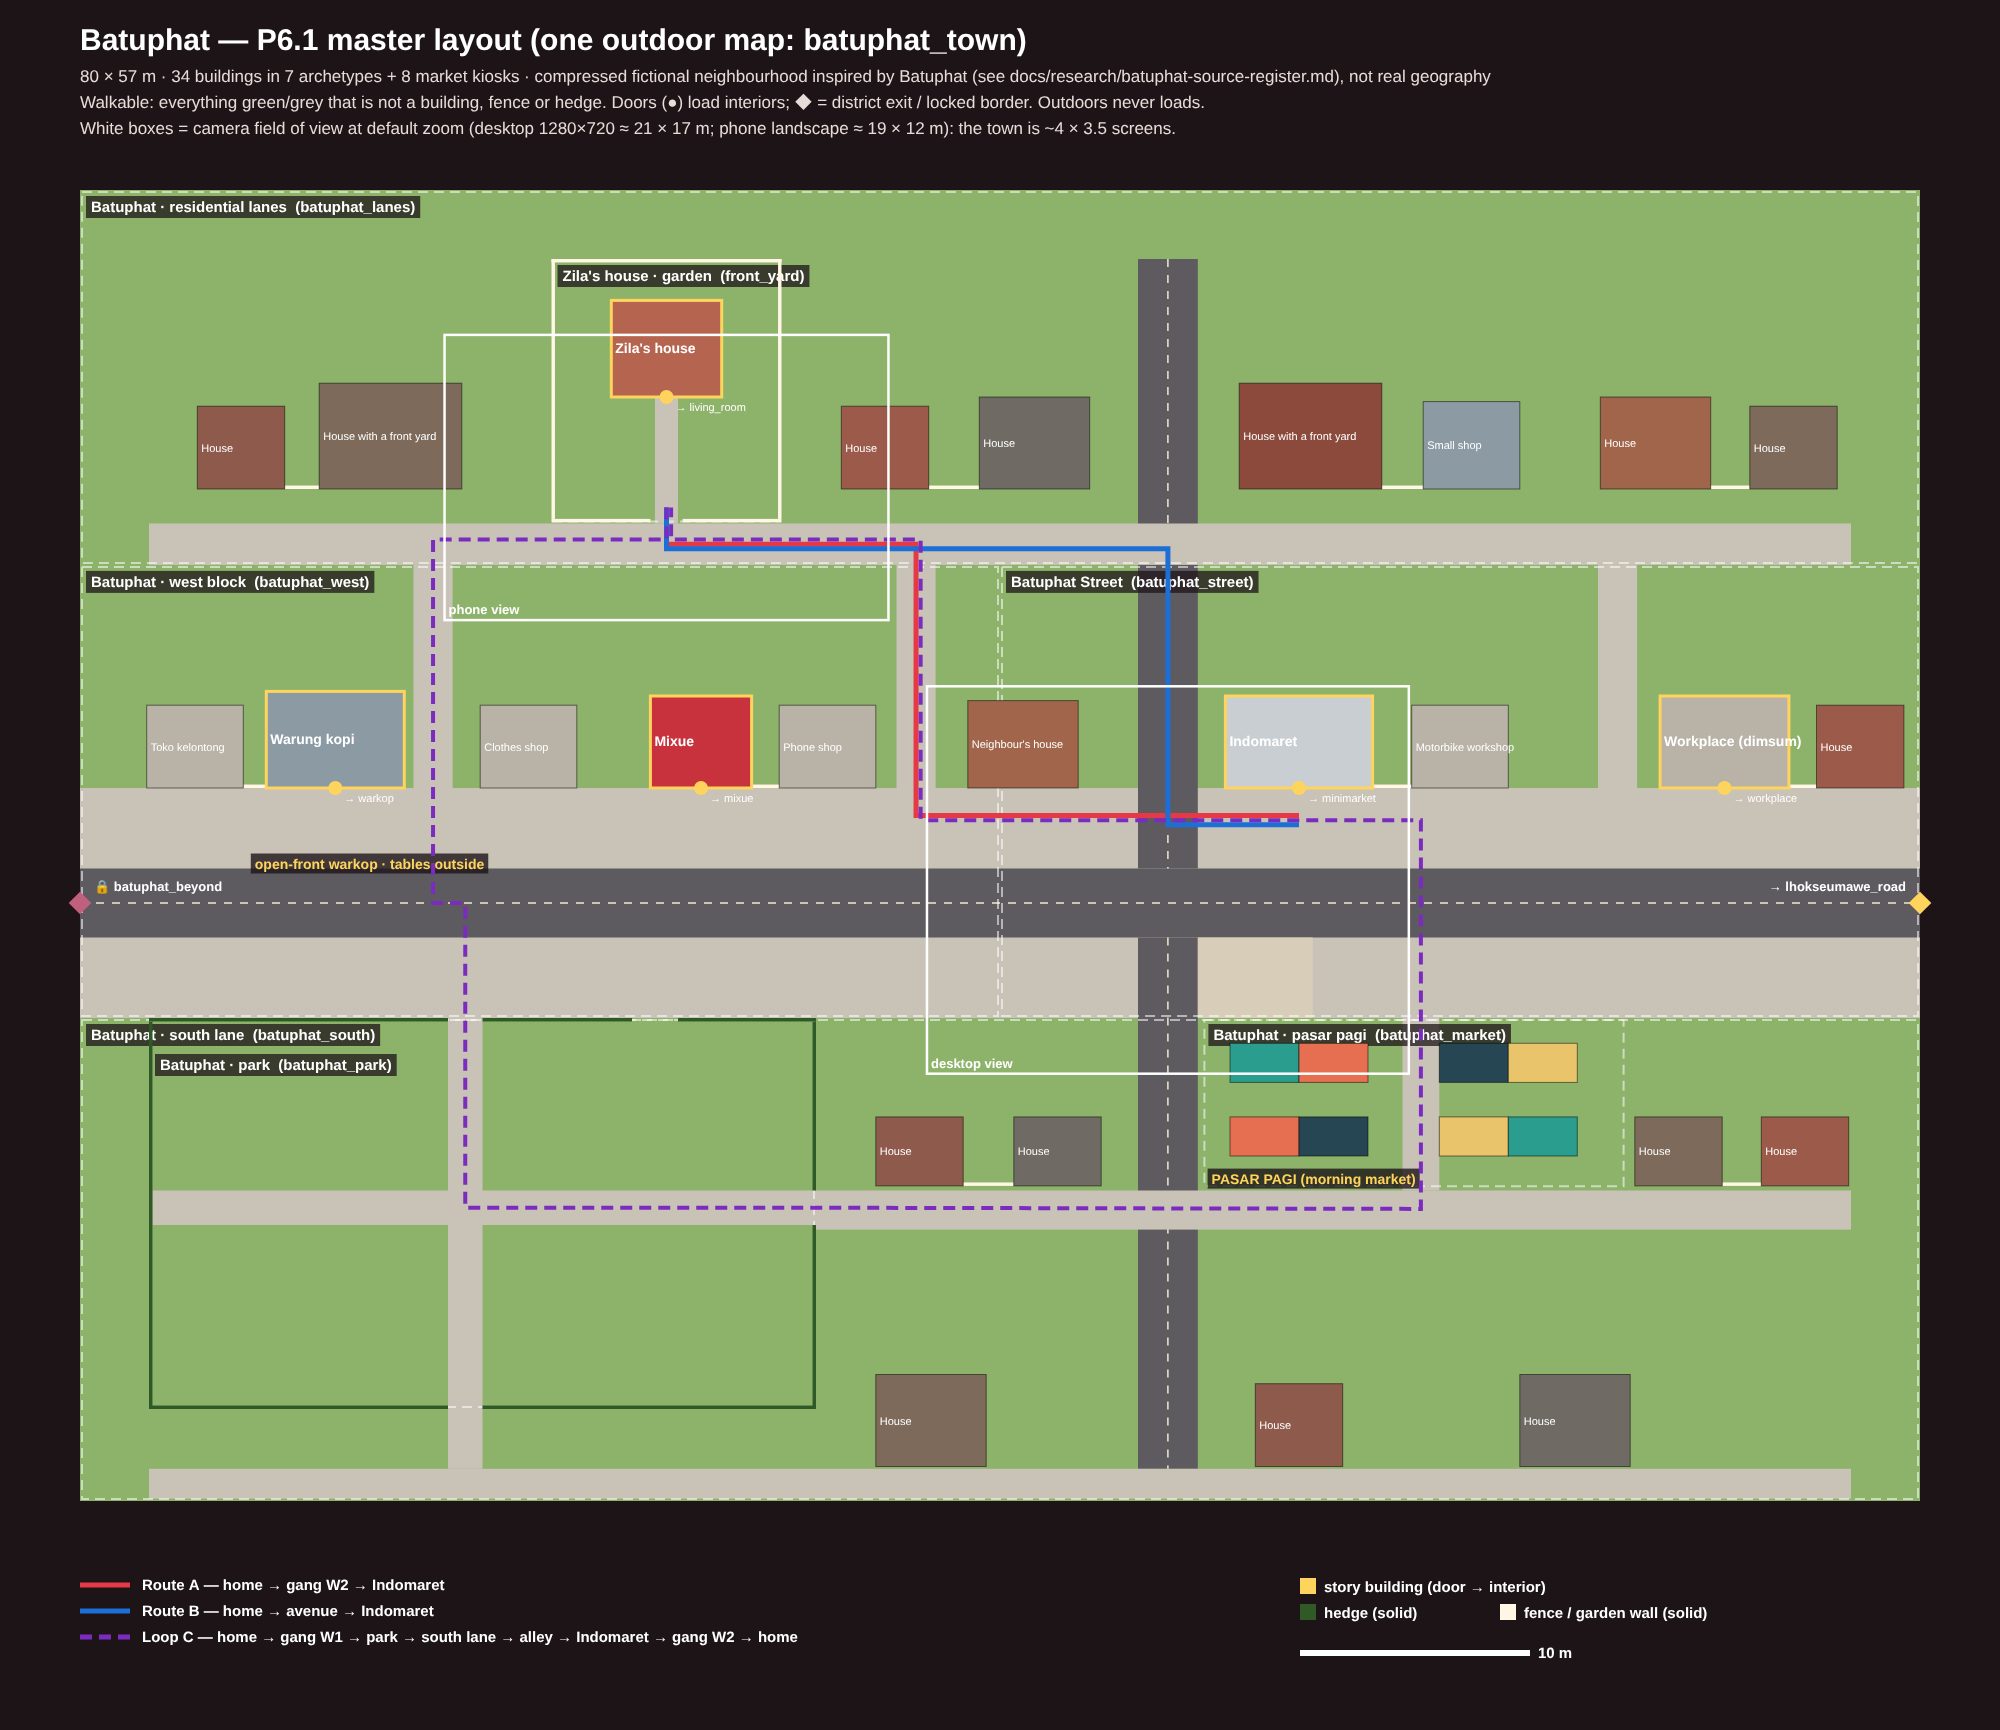 Batuphat — P6.1 master layout (one outdoor map: batuphat_town)
80 × 57 m · 34 buildings in 7 archetypes + 8 market kiosks · compressed fictional neighbourhood inspired by Batuphat (see docs/research/batuphat-source-register.md), not real geography
Walkable: everything green/grey that is not a building, fence or hedge. Doors (●) load interiors; ◆ = district exit / locked border. Outdoors never loads.
White boxes = camera field of view at default zoom (desktop 1280×720 ≈ 21 × 17 m; phone landscape ≈ 19 × 12 m): the town is ~4 × 3.5 screens.
Batuphat · residential lanes (batuphat_lanes)
Zila's house · garden (front_yard)
Zila's house
→ living_room
House
House with a front yard
House
House
House with a front yard
Small shop
House
House
Batuphat · west block (batuphat_west)
Batuphat Street (batuphat_street)
phone view
Toko kelontong
Warung kopi
Clothes shop
Mixue
Phone shop
Neighbour's house
Indomaret
Motorbike workshop
Workplace (dimsum)
House
→ warkop
→ mixue
→ minimarket
→ workplace
open-front warkop · tables outside
🔒 batuphat_beyond
→ lhokseumawe_road
Batuphat · south lane (batuphat_south)
Batuphat · pasar pagi (batuphat_market)
Batuphat · park (batuphat_park)
desktop view
House
House
House
House
PASAR PAGI (morning market)
House
House
House
Route A — home → gang W2 → Indomaret
Route B — home → avenue → Indomaret
Loop C — home → gang W1 → park → south lane → alley → Indomaret → gang W2 → home
story building (door → interior)
hedge (solid)
fence / garden wall (solid)
10 m